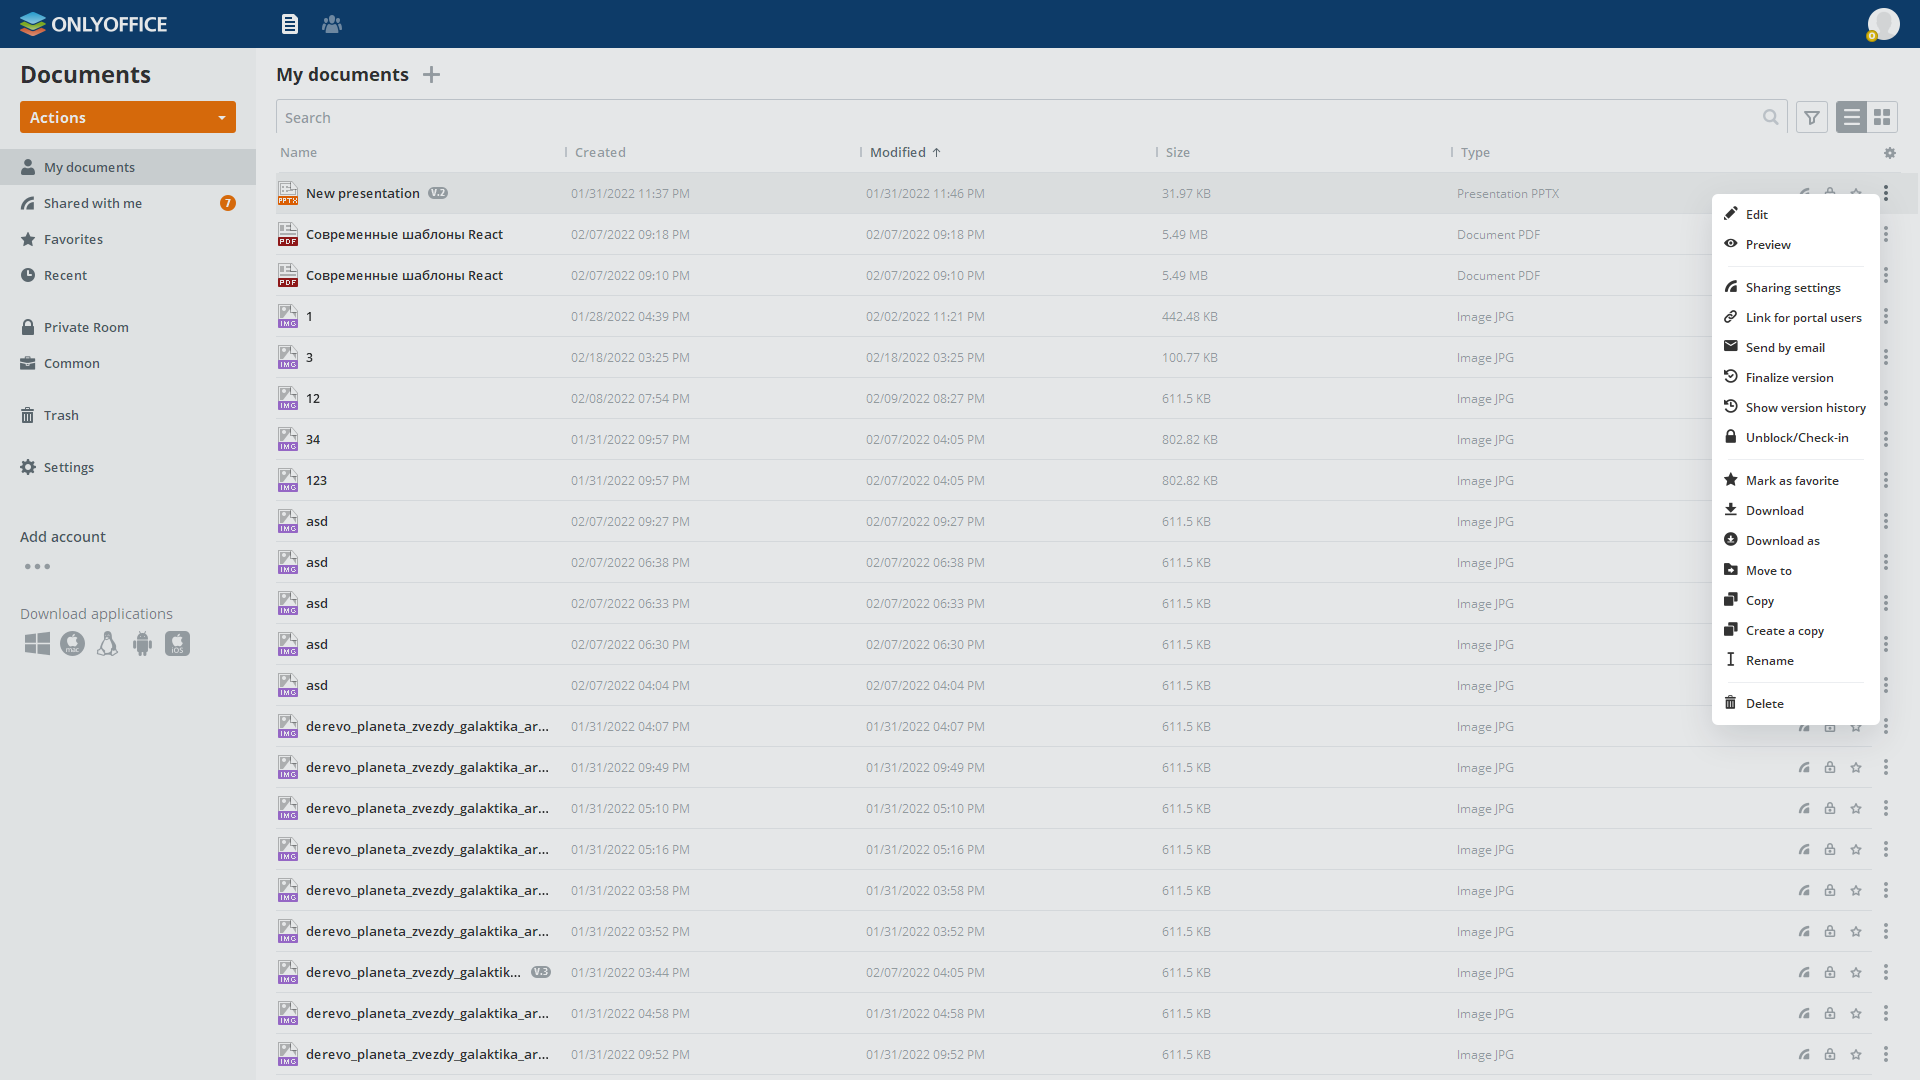 ONLYOFFICE
Documents
Actions
My documents
Shared with me 7
Favorites
Recent
Private Room
Common
Trash
Settings
Add account
Download applications
mac
iOS
My documents
Search
Name Created Modified Size Type
New presentation V.2 01/31/2022 11:37 PM 01/31/2022 11:46 PM 31.97 KB Presentation PPTX
Современные шаблоны React 02/07/2022 09:18 PM 02/07/2022 09:18 PM 5.49 MB Document PDF
Современные шаблоны React 02/07/2022 09:10 PM 02/07/2022 09:10 PM 5.49 MB Document PDF
1 01/28/2022 04:39 PM 02/02/2022 11:21 PM 442.48 KB Image JPG
3 02/18/2022 03:25 PM 02/18/2022 03:25 PM 100.77 KB Image JPG
12 02/08/2022 07:54 PM 02/09/2022 08:27 PM 611.5 KB Image JPG
34 01/31/2022 09:57 PM 02/07/2022 04:05 PM 802.82 KB Image JPG
123 01/31/2022 09:57 PM 02/07/2022 04:05 PM 802.82 KB Image JPG
asd 02/07/2022 09:27 PM 02/07/2022 09:27 PM 611.5 KB Image JPG
asd 02/07/2022 06:38 PM 02/07/2022 06:38 PM 611.5 KB Image JPG
asd 02/07/2022 06:33 PM 02/07/2022 06:33 PM 611.5 KB Image JPG
asd 02/07/2022 06:30 PM 02/07/2022 06:30 PM 611.5 KB Image JPG
asd 02/07/2022 04:04 PM 02/07/2022 04:04 PM 611.5 KB Image JPG
derevo_planeta_zvezdy_galaktika_ar... 01/31/2022 04:07 PM 01/31/2022 04:07 PM 611.5 KB Image JPG
derevo_planeta_zvezdy_galaktika_ar... 01/31/2022 09:49 PM 01/31/2022 09:49 PM 611.5 KB Image JPG
derevo_planeta_zvezdy_galaktika_ar... 01/31/2022 05:10 PM 01/31/2022 05:10 PM 611.5 KB Image JPG
derevo_planeta_zvezdy_galaktika_ar... 01/31/2022 05:16 PM 01/31/2022 05:16 PM 611.5 KB Image JPG
derevo_planeta_zvezdy_galaktika_ar... 01/31/2022 03:58 PM 01/31/2022 03:58 PM 611.5 KB Image JPG
derevo_planeta_zvezdy_galaktika_ar... 01/31/2022 03:52 PM 01/31/2022 03:52 PM 611.5 KB Image JPG
derevo_planeta_zvezdy_galaktik... V.3 01/31/2022 03:44 PM 02/07/2022 04:05 PM 611.5 KB Image JPG
derevo_planeta_zvezdy_galaktika_ar... 01/31/2022 04:58 PM 01/31/2022 04:58 PM 611.5 KB Image JPG
derevo_planeta_zvezdy_galaktika_ar... 01/31/2022 09:52 PM 01/31/2022 09:52 PM 611.5 KB Image JPG
Edit
Preview
Sharing settings
Link for portal users
Send by email
Finalize version
Show version history
Unblock/Check-in
Mark as favorite
Download
Download as
Move to
Copy
Create a copy
Rename
Delete